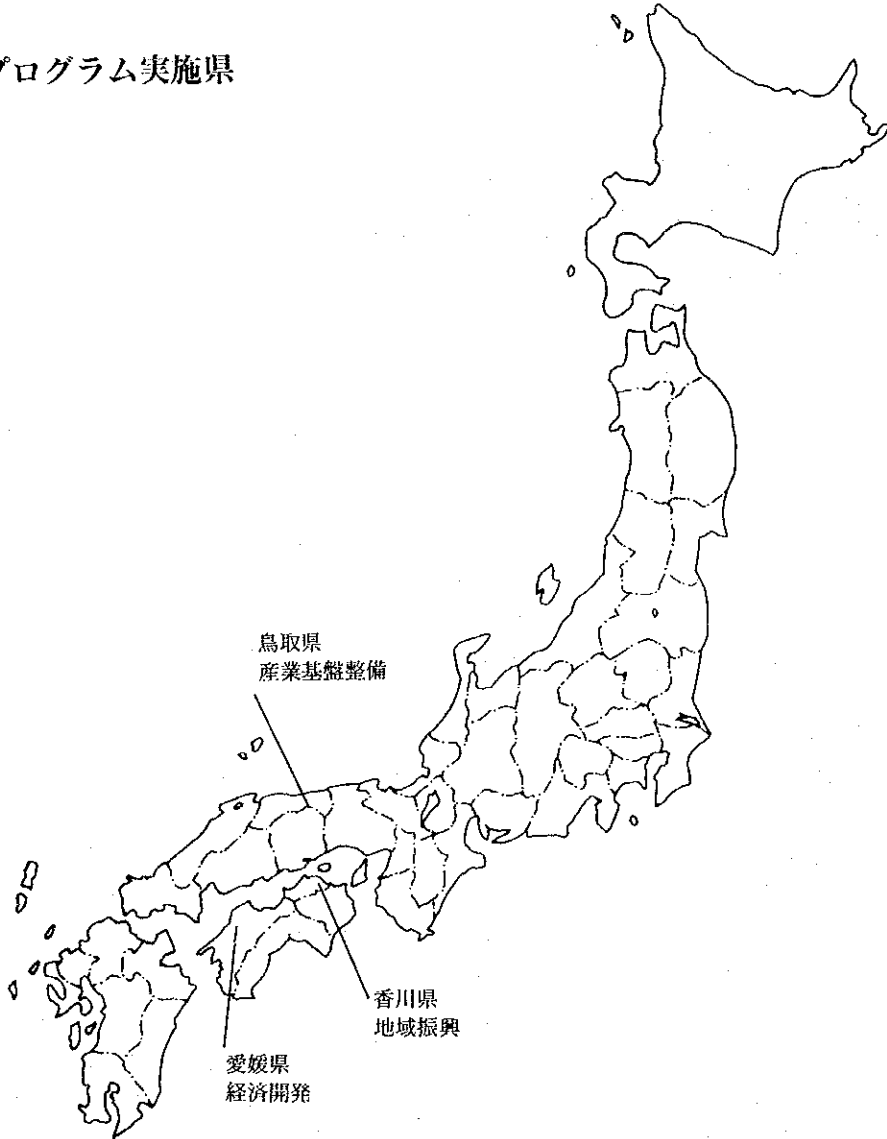 プログラム実施県
鳥取県
産業基盤整備
香川県
地域振興
愛媛県
経済開発